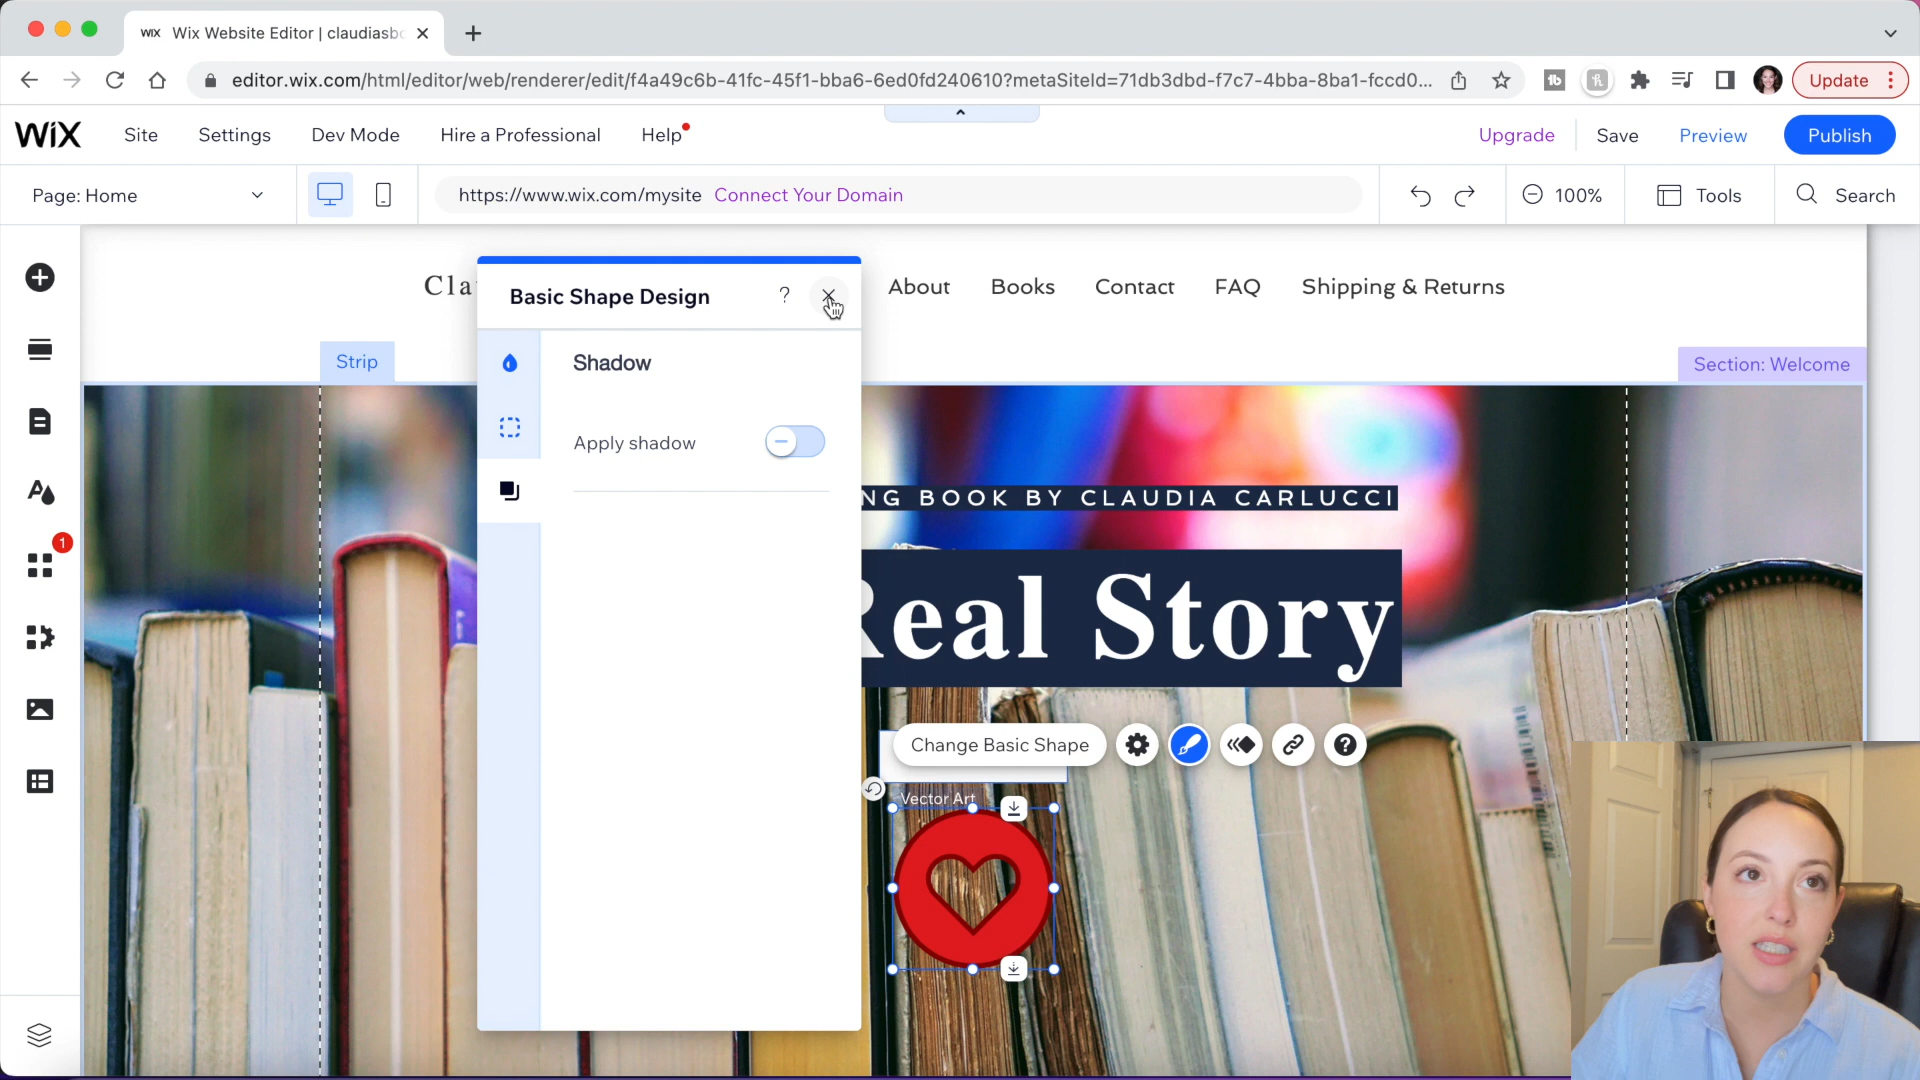 WIX Wix Website Editor | claudiasbo
editor.wix.com/html/editor/web/renderer/edit/f4a49c6b-41fc-45f1-bba6-6ed0fd240610?metaSiteId=71db3dbd-f7c7-4bba-8ba1-fccd0... Update
WiX Site Settings Dev Mode Hire a Professional Help Upgrade Save Preview Publish
Page: Home https://www.wix.com/mysite Connect Your Domain 100% Tools Search
Cla About Books Contact FAQ Shipping & Returns
Basic Shape Design ?
Strip Section: Welcome
Shadow
Apply shadow
NG BOOK BY CLAUDIA CARLUCCI
1
Real Story
Change Basic Shape ?
Vector Art